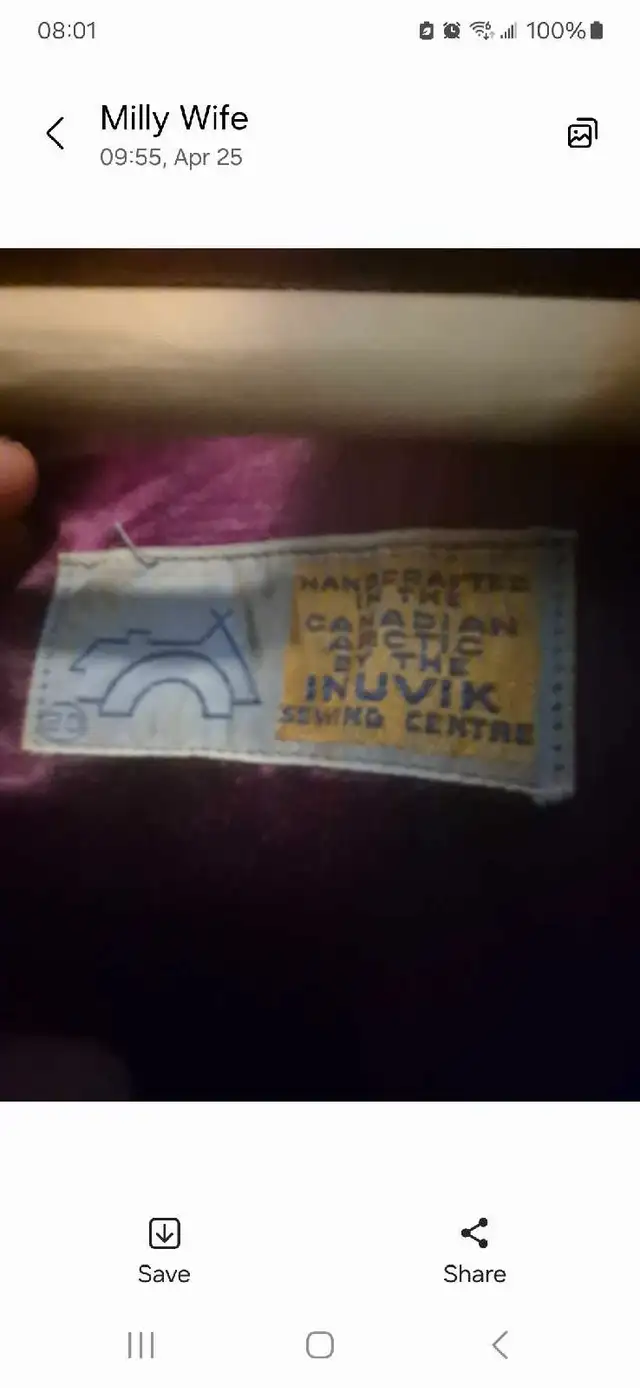 08:01
100%
Milly Wife
09:55, Apr 25
HANDCRAFTED
IN THE
CANADIAN
ARCTIC
BY THE
INUVIK
SEWING CENTRE
Save
Share